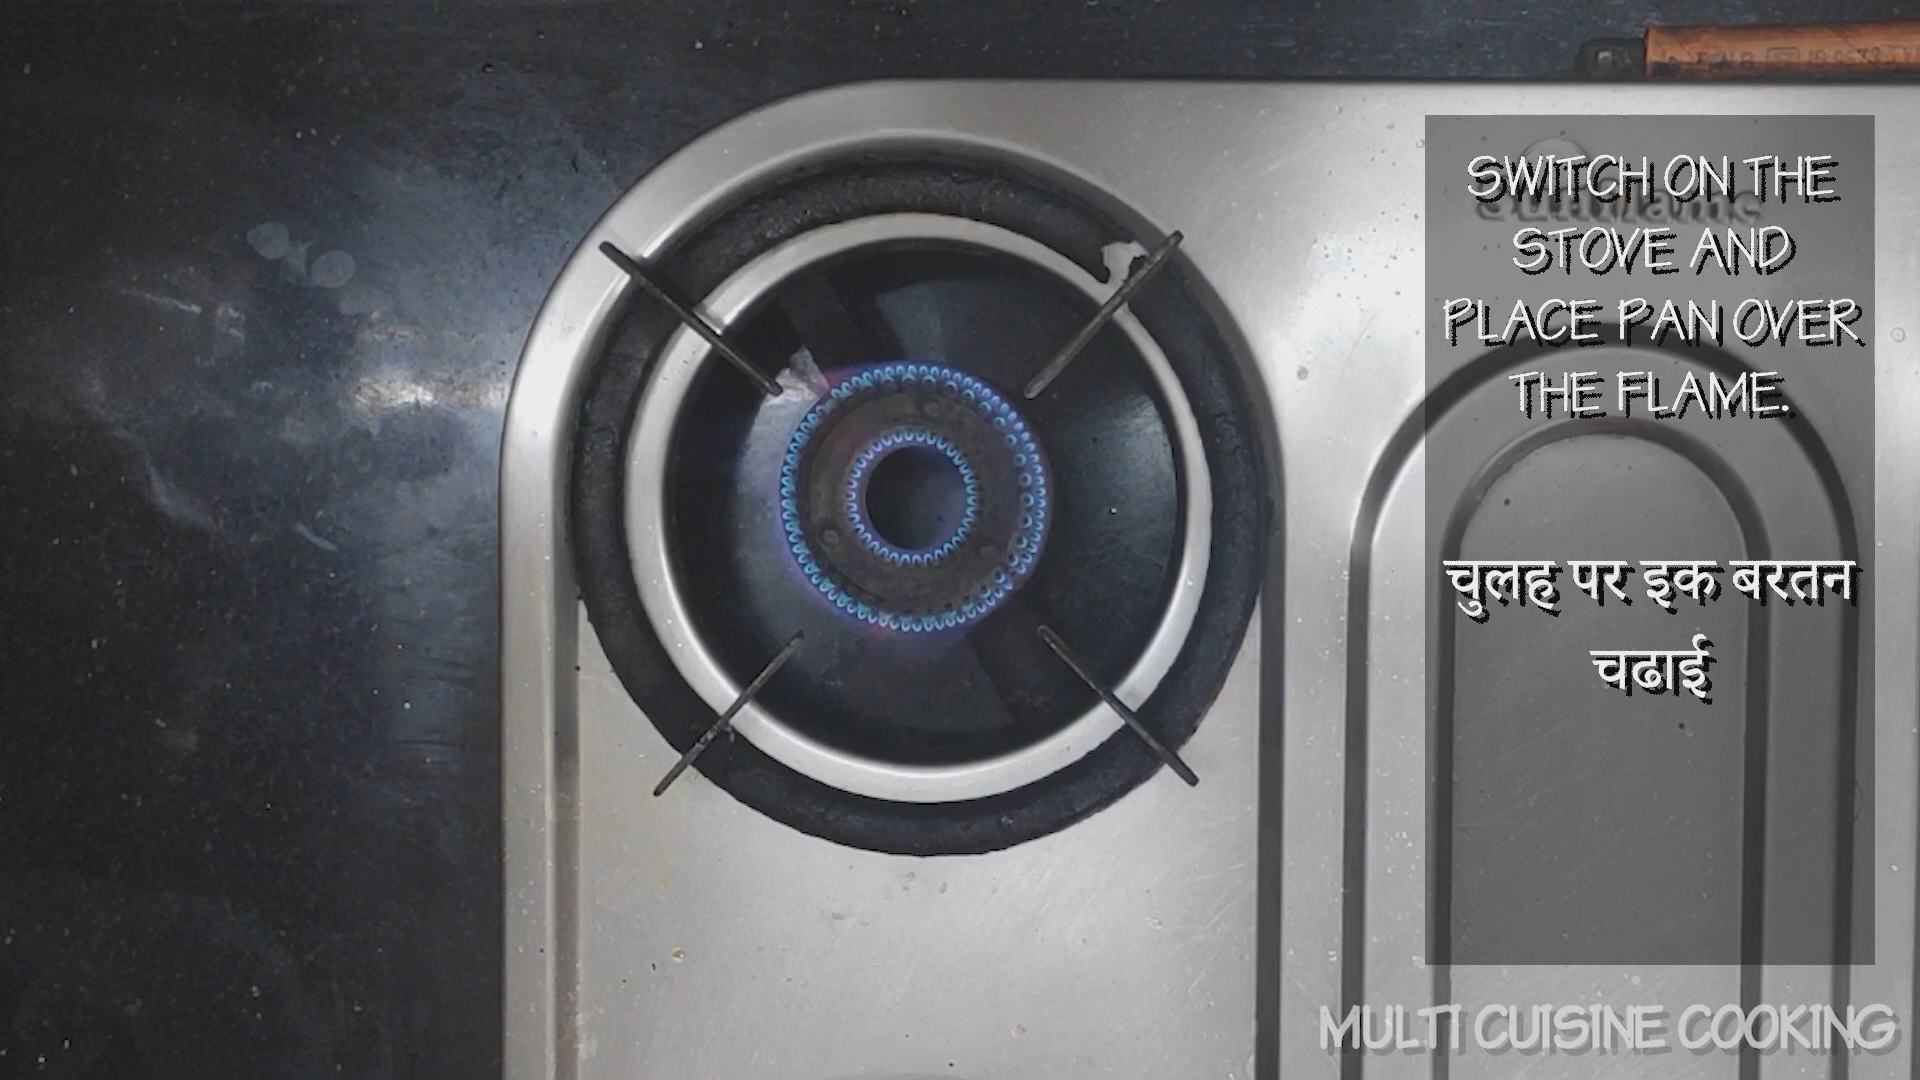 SWITCH ON THE
STOVE AND
PLACE PAN OVER
THE FLAME.
चुलह पर इक बरतन
चढाई
MULTI CUISINE COOKING